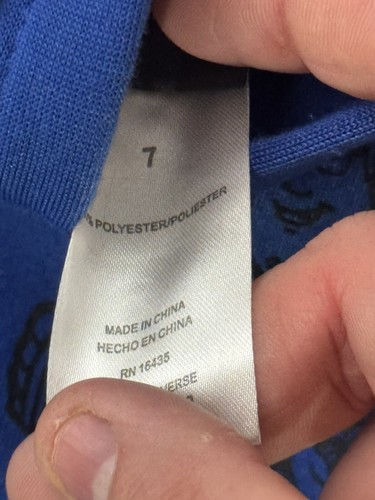 7
% POLYESTER/POLIESTER
MADE IN CHINA
HECHO EN CHINA
RN 16435